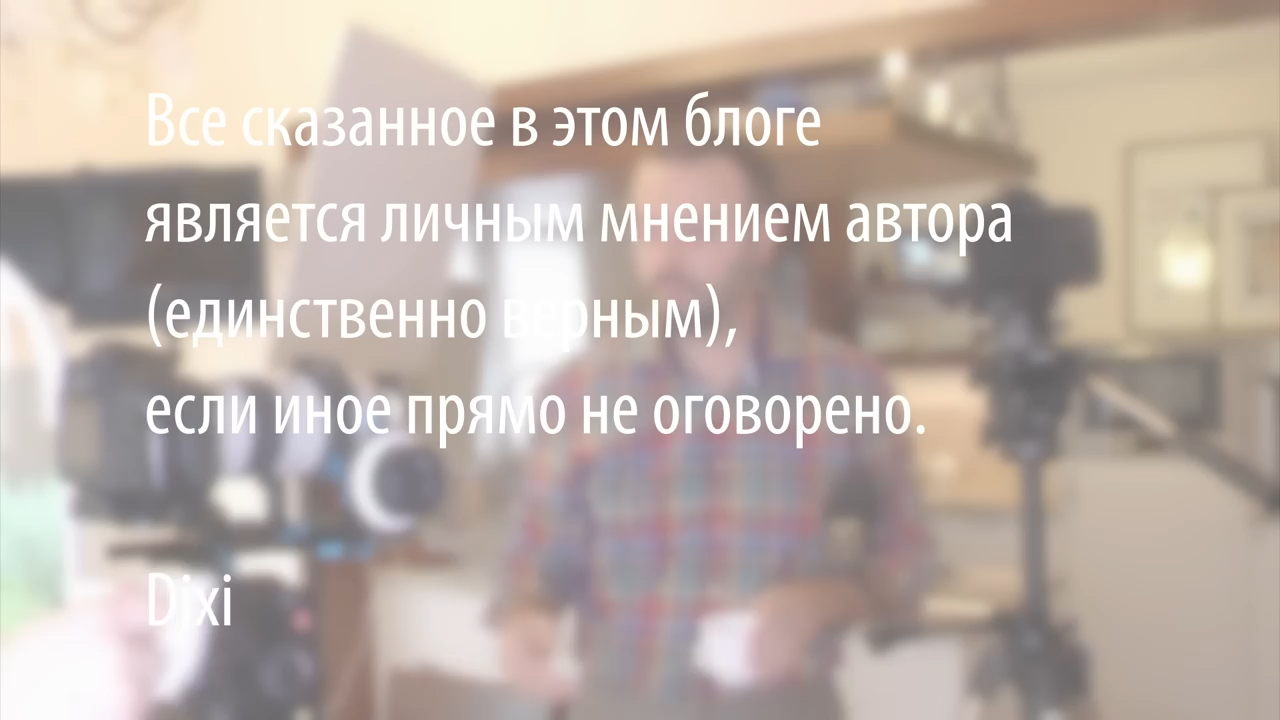 Все сказанное в этом блоге
является личным мнением автора
(единственно верным),
если иное прямо не оговорено.
Dixi